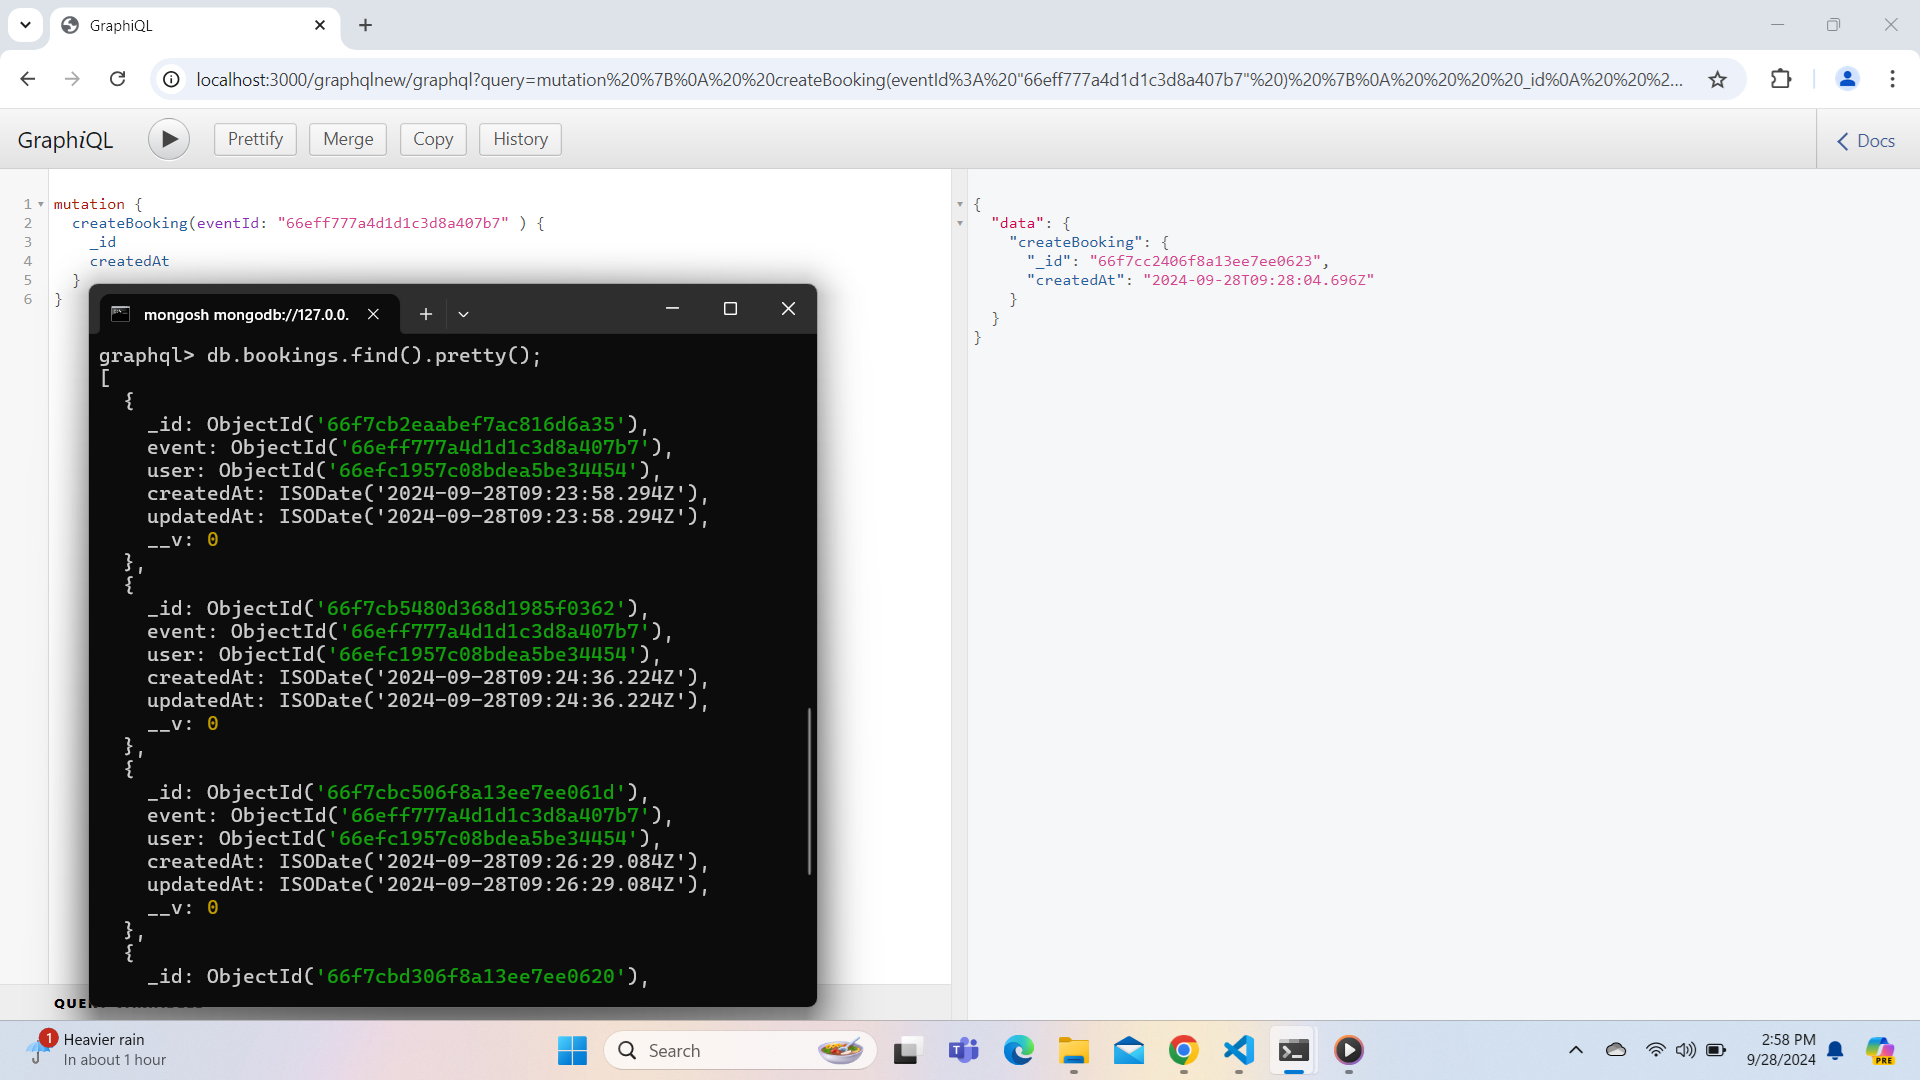 GraphiQL
localhost:3000/graphqlnew/graphql?query=mutation%20%7B%0A%20%20createBooking(eventId%3A%20"66eff777a4d1d1c3d8a407b7"%20)%20%7B%0A%20%20%20%20_id%0A%20%20%2...
GraphiQL
Prettify
Merge
Copy
History
Docs
1 mutation {
2 createBooking(eventId: "66eff777a4d1d1c3d8a407b7" ) {
3 _id
4 createdAt
5 }
6 }
mongosh mongodb://127.0.0.
graphql> db.bookings.find().pretty();
[
{
_id: ObjectId('66f7cb2eaabef7ac816d6a35'),
event: ObjectId('66eff777a4d1d1c3d8a407b7'),
user: ObjectId('66efc1957c08bdea5be34454'),
createdAt: ISODate('2024-09-28T09:23:58.294Z'),
updatedAt: ISODate('2024-09-28T09:23:58.294Z'),
__v: 0
},
{
_id: ObjectId('66f7cb5480d368d1985f0362'),
event: ObjectId('66eff777a4d1d1c3d8a407b7'),
user: ObjectId('66efc1957c08bdea5be34454'),
createdAt: ISODate('2024-09-28T09:24:36.224Z'),
updatedAt: ISODate('2024-09-28T09:24:36.224Z'),
__v: 0
},
{
_id: ObjectId('66f7cbc506f8a13ee7ee061d'),
event: ObjectId('66eff777a4d1d1c3d8a407b7'),
user: ObjectId('66efc1957c08bdea5be34454'),
createdAt: ISODate('2024-09-28T09:26:29.084Z'),
updatedAt: ISODate('2024-09-28T09:26:29.084Z'),
__v: 0
},
{
_id: ObjectId('66f7cbd306f8a13ee7ee0620'),
{
"data": {
"createBooking": {
"_id": "66f7cc2406f8a13ee7ee0623",
"createdAt": "2024-09-28T09:28:04.696Z"
}
}
}
1
Heavier rain
In about 1 hour
Search
2:58 PM
9/28/2024
PRE